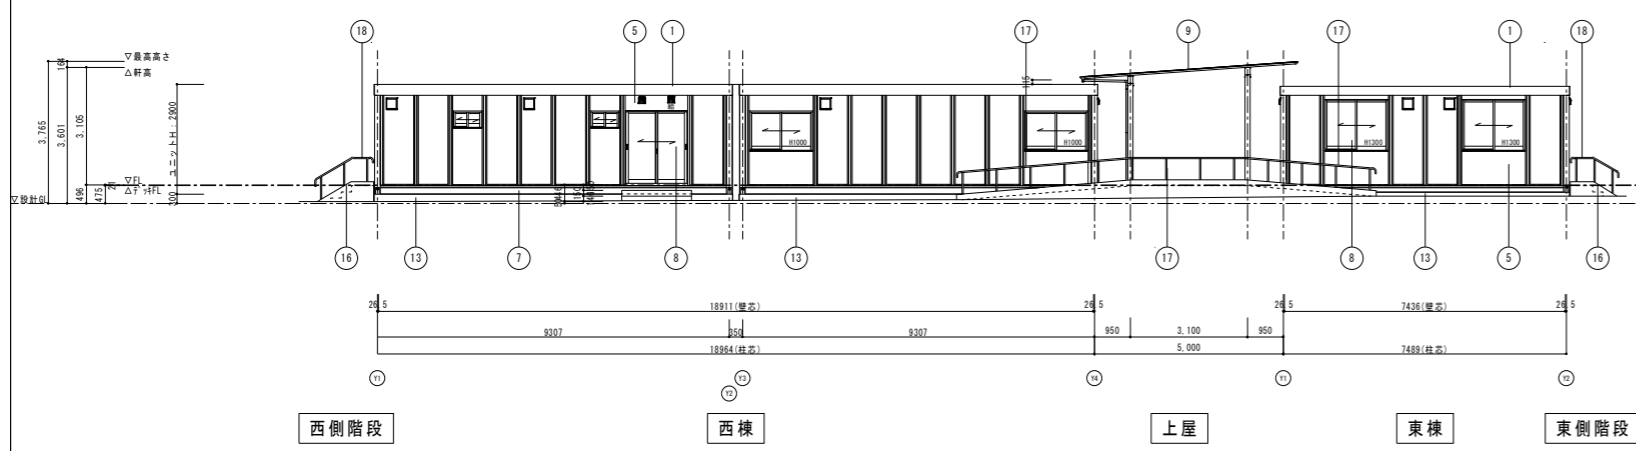 18
5
1
17
9
17
1
18
▽最高高さ
△軒高
164
3,765
3,601
3,105
ユニットH:2900
H1000
H1000
H1300
H1300
▽FL
△デッキFL
▽設計GL
496
475
21
300
16
13
7
8
13
17
8
13
5
16
26.5
18911(壁芯)
26.5
26.5
7436(壁芯)
26.5
9307
350
9307
950
3,100
950
18964(柱芯)
5,000
7489(柱芯)
Y1
Y2
Y3
Y4
Y1
Y2
西側階段
西棟
上屋
東棟
東側階段